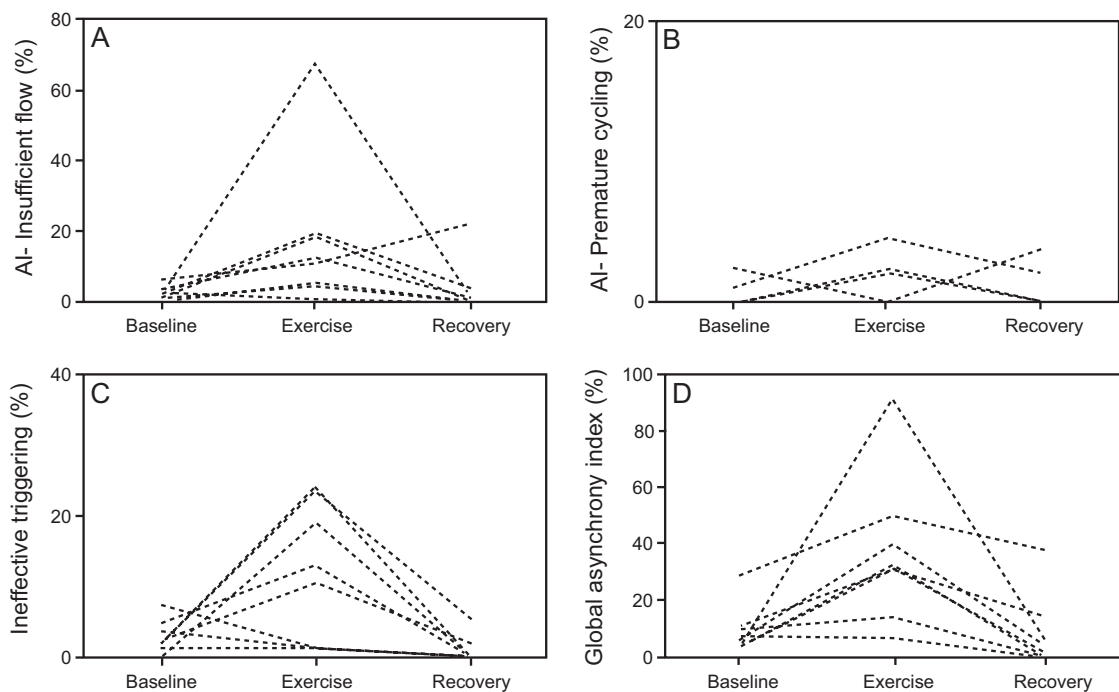 A
AI- Insufficient flow (%)
80
60
40
20
0
Baseline Exercise Recovery
B
AI- Premature cycling (%)
20
0
Baseline Exercise Recovery
C
Ineffective triggering (%)
40
20
0
Baseline Exercise Recovery
D
Global asynchrony index (%)
100
80
60
40
20
0
Baseline Exercise Recovery